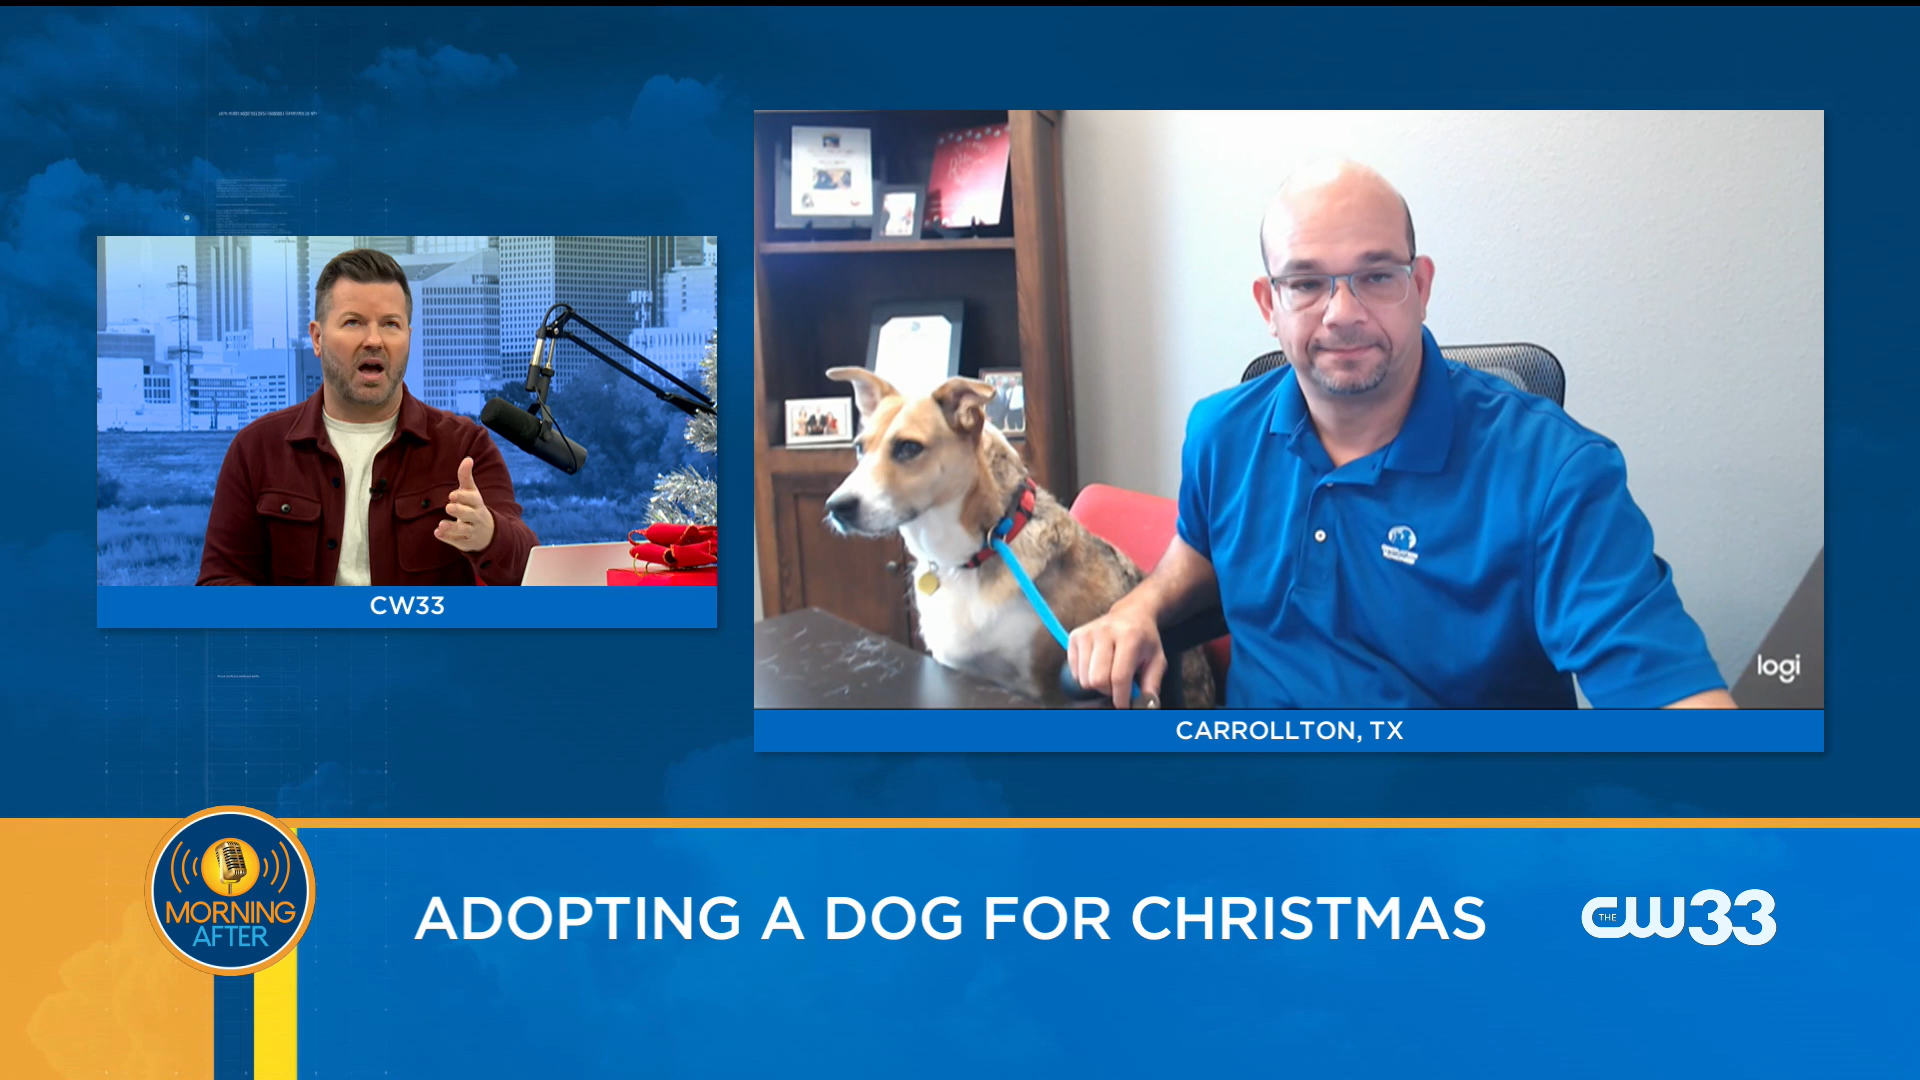 CW33
logi
CARROLLTON, TX
MORNING
AFTER
ADOPTING A DOG FOR CHRISTMAS
THE CW33